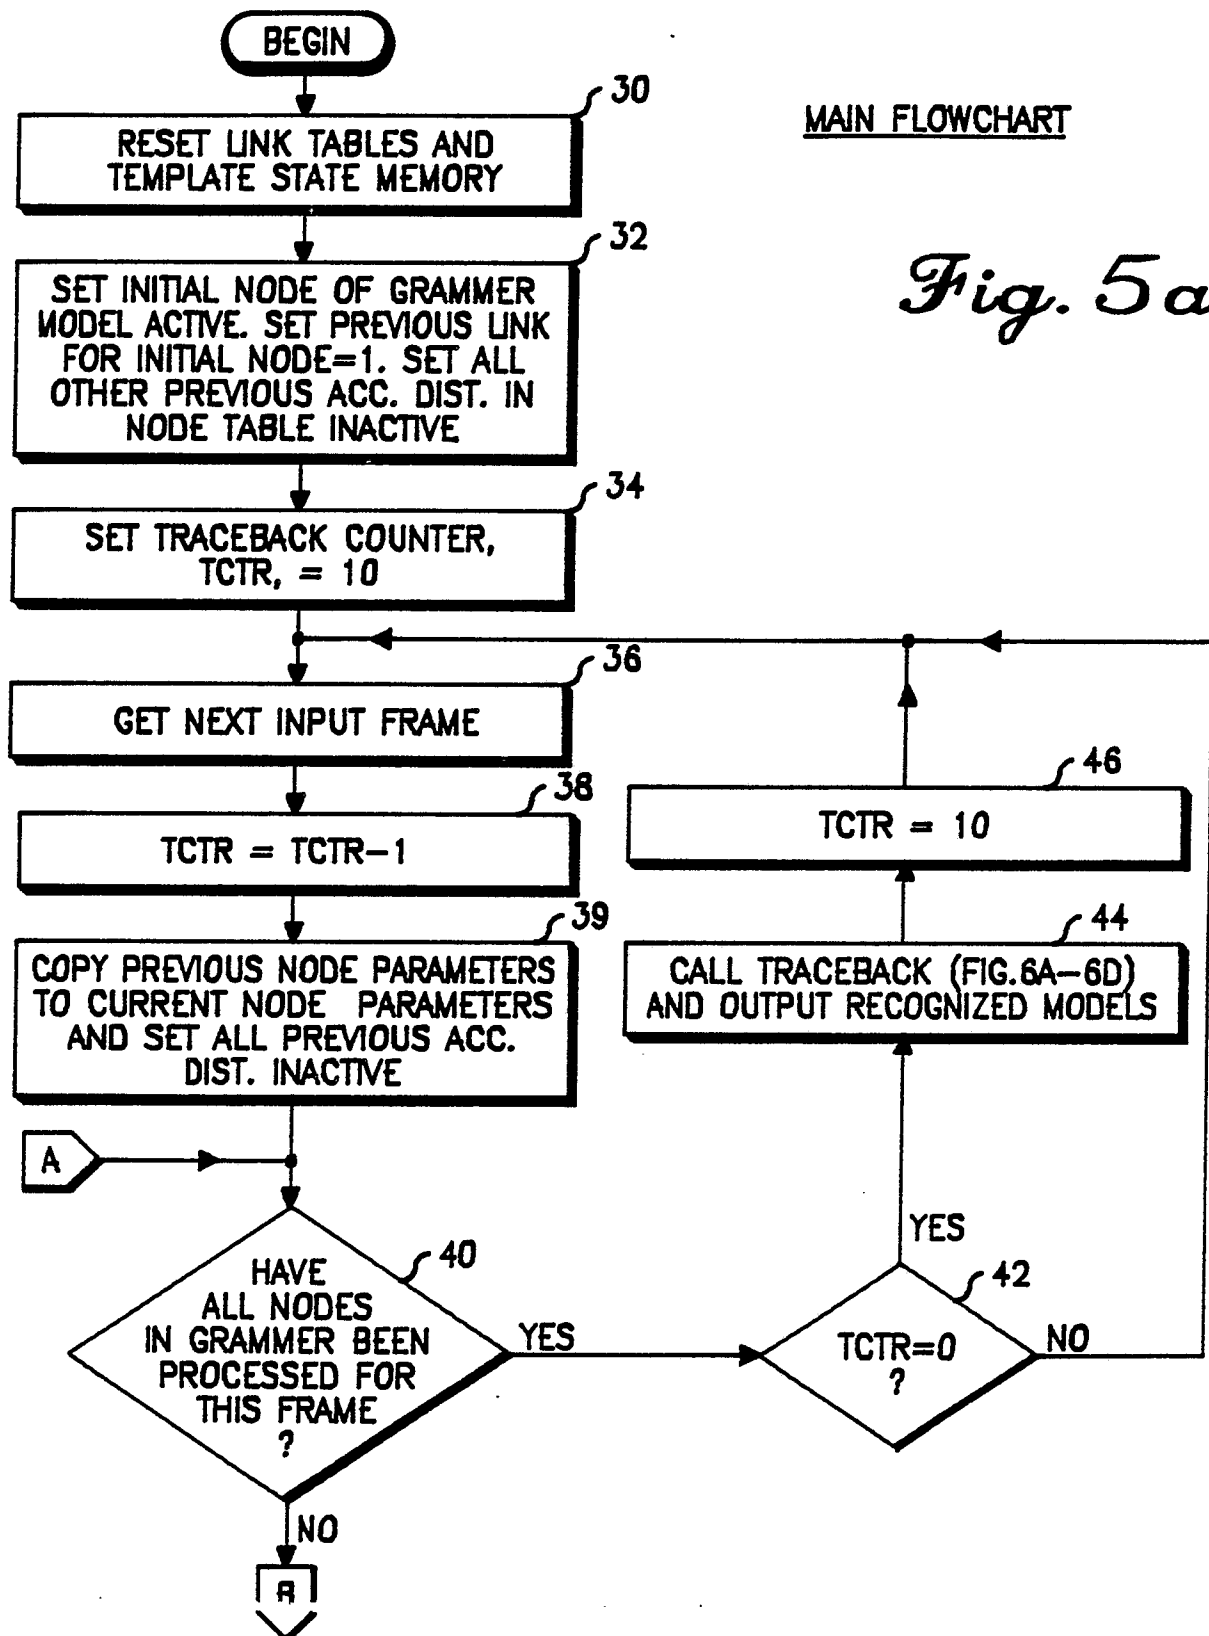 BEGIN
30
MAIN FLOWCHART
RESET LINK TABLES AND
TEMPLATE STATE MEMORY
32
Fig. 5a
SET INITIAL NODE OF GRAMMER
MODEL ACTIVE. SET PREVIOUS LINK
FOR INITIAL NODE=1. SET ALL
OTHER PREVIOUS ACC. DIST. IN
NODE TABLE INACTIVE
34
SET TRACEBACK COUNTER,
TCTR, = 10
36
GET NEXT INPUT FRAME
38
TCTR = TCTR-1
46
TCTR = 10
39
COPY PREVIOUS NODE PARAMETERS
TO CURRENT NODE PARAMETERS
AND SET ALL PREVIOUS ACC.
DIST. INACTIVE
44
CALL TRACEBACK (FIG.6A-6D)
AND OUTPUT RECOGNIZED MODELS
A
40
HAVE
ALL NODES
IN GRAMMER BEEN
PROCESSED FOR
THIS FRAME
?
YES
YES
42
TCTR=0
?
NO
NO